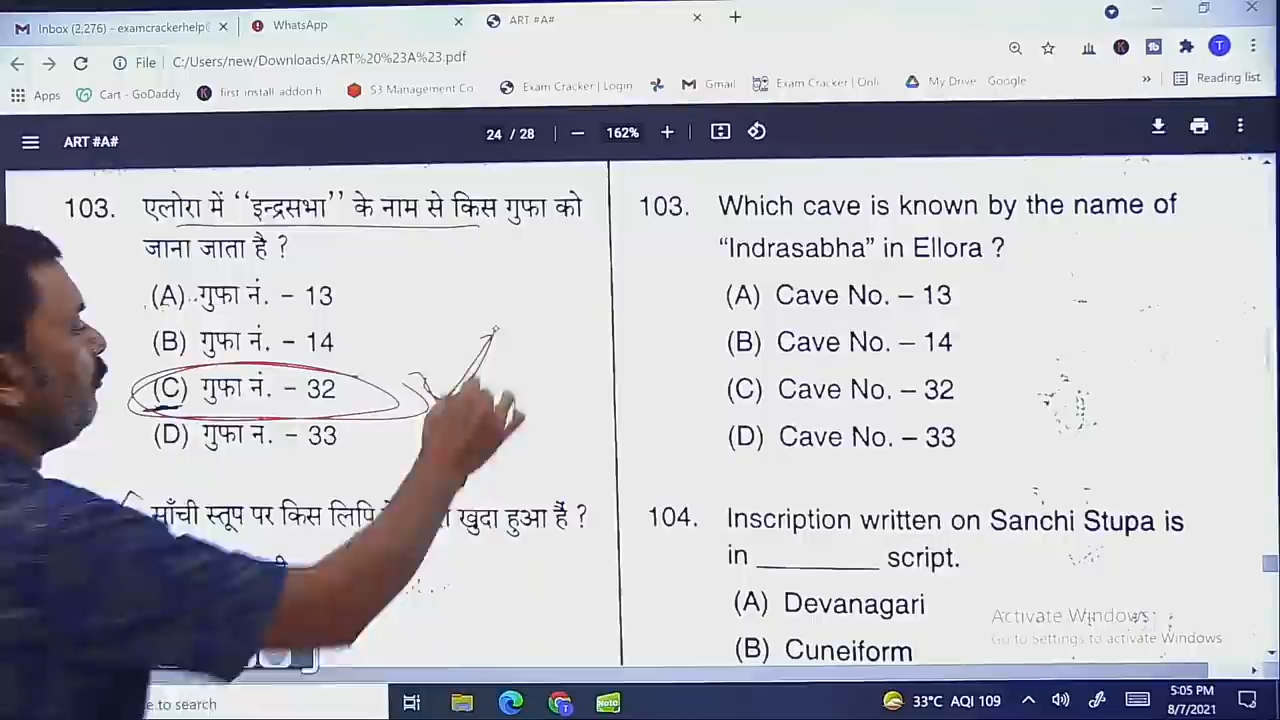 Inbox (2,276) - examcrackerhelp@
WhatsApp
ART #A#
File
C:/Users/new/Downloads/ART%20%23A%23.pdf
Apps
Cart - GoDaddy
first install addon h
S3 Management Co
Exam Cracker | Login
Gmail
Exam Cracker | Onli
My Drive Google
Reading list
ART #A#
24 / 28
162%
103. एलोरा में ‘‘इन्द्रसभा’’ के नाम से किस गुफा को
जाना जाता है ?
(A) गुफा नं. – 13
(B) गुफा नं. – 14
(C) गुफा नं. – 32
(D) गुफा नं. – 33
साँची स्तूप पर किस लिपि खुदा हुआ है ?
103. Which cave is known by the name of
“Indrasabha” in Ellora ?
(A) Cave No. – 13
(B) Cave No. – 14
(C) Cave No. – 32
(D) Cave No. – 33
104. Inscription written on Sanchi Stupa is
in ________ script.
(A) Devanagari
(B) Cuneiform
Activate Windows
Go to Settings to activate Windows
to search
Note
33°C AQI 109
5:05 PM
8/7/2021